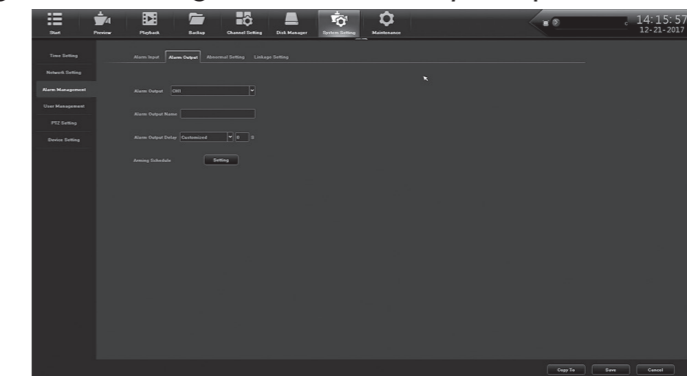 14:15:57
12-21-2017
Start Preview Playback Backup Channel Setting Disk Manager System Setting Maintenance
Time Setting
Network Setting
Alarm Management
User Management
PTZ Setting
Device Setting
Alarm Input Alarm Output Abnormal Setting Linkage Setting
Alarm Output
Alarm Output Name
Alarm Output Delay Customized 0 S
Arming Schedule Setting
Copy To Save Cancel